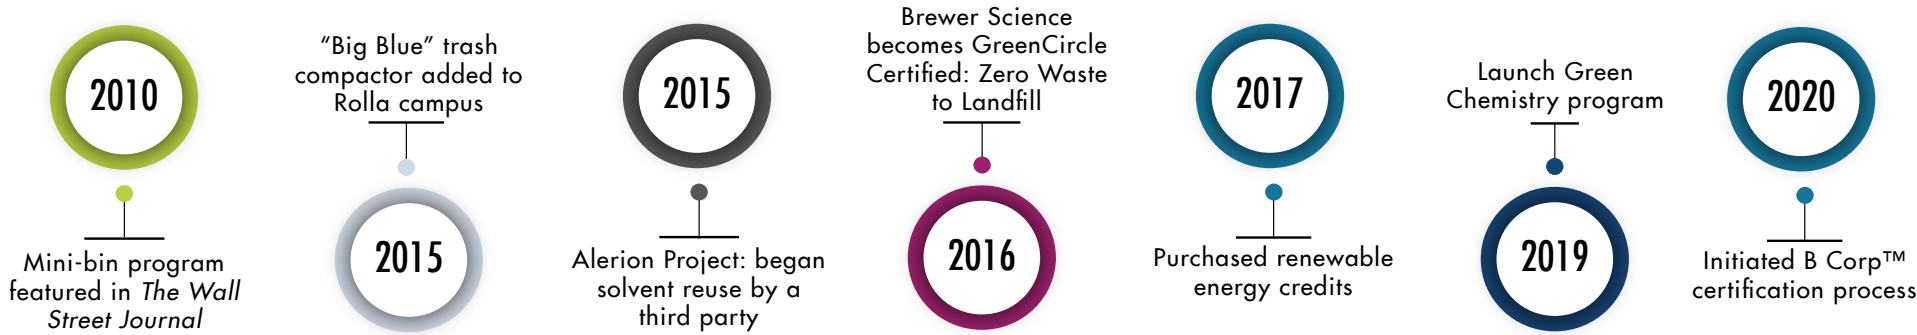 2010
Mini-bin program
featured in The Wall
Street Journal
“Big Blue” trash
compactor added to
Rolla campus
2015
2015
Alerion Project: began
solvent reuse by a
third party
Brewer Science
becomes GreenCircle
Certified: Zero Waste
to Landfill
2016
2017
Purchased renewable
energy credits
Launch Green
Chemistry program
2019
2020
Initiated B Corp™
certification process